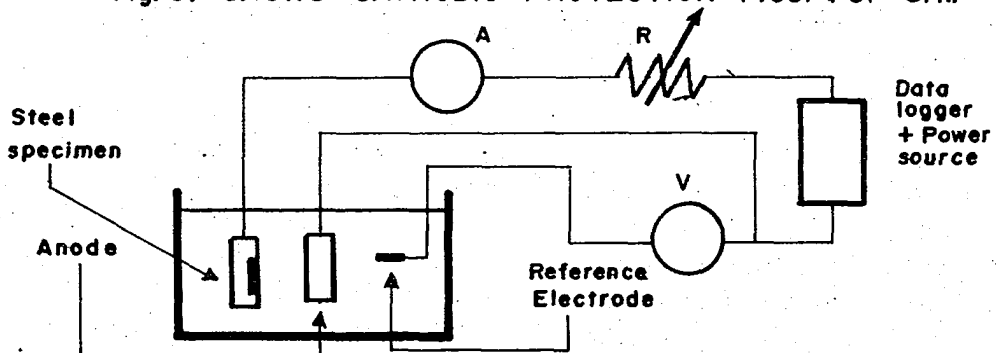 A
R
Data
logger
+ Power
source
Steel
specimen
V
Anode
Reference
Electrode